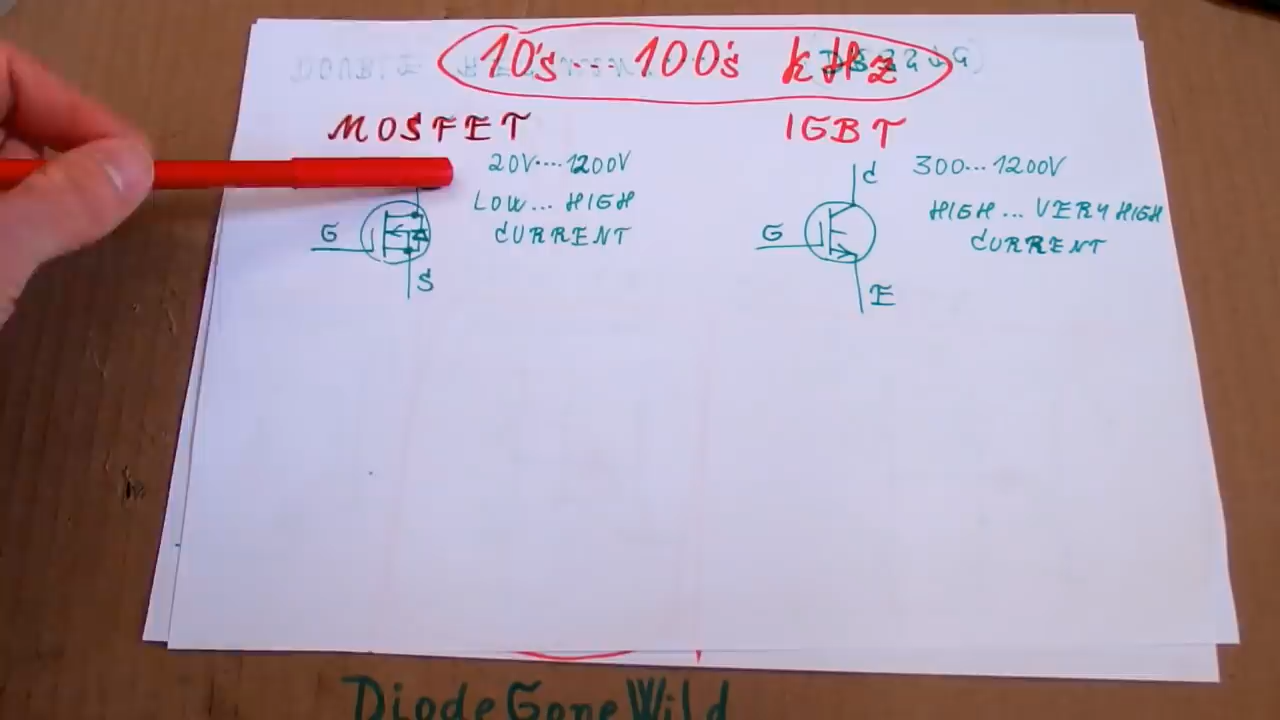 10's... 100's kHz
MOSFET
20V....1200V
LOW... HIGH
CURRENT
G
S
IGBT
C
300...1200V
HIGH... VERY HIGH
CURRENT
G
E
DiodeGoneWild